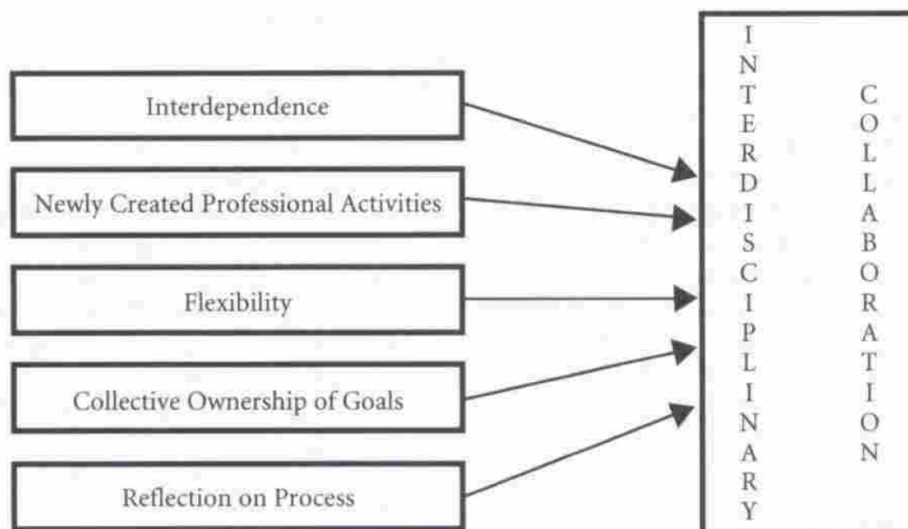 Interdependence
Newly Created Professional Activities
Flexibility
Collective Ownership of Goals
Reflection on Process
INTERDISCIPLINARY
COLLABORATION